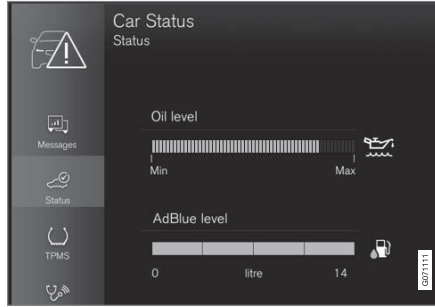 Car Status
Status
Messages
Status
TPMS
Oil level
Min Max
AdBlue level
0 litre 14
G071111